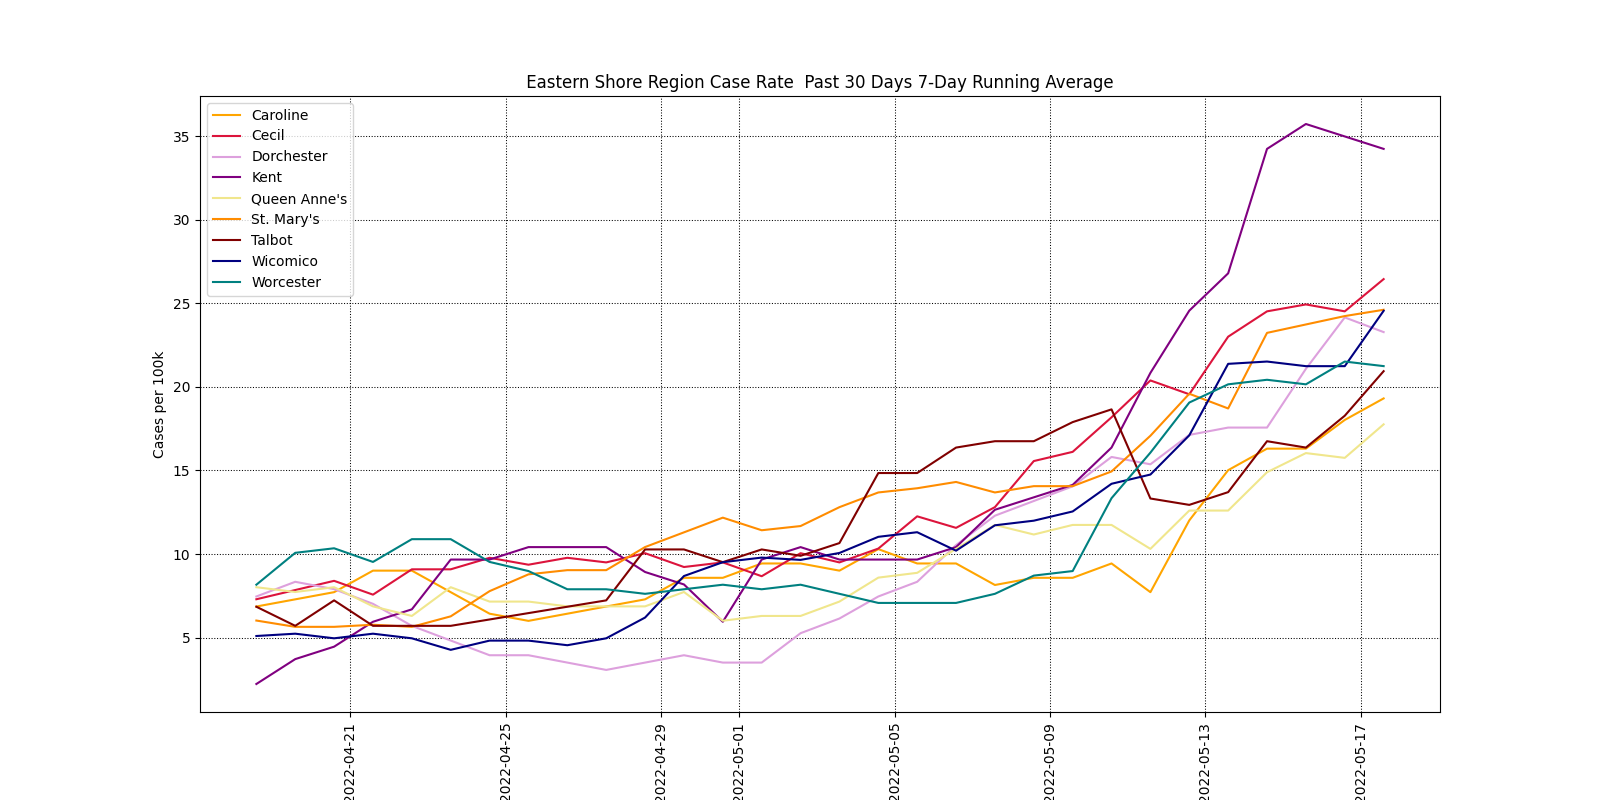 Eastern Shore Region Case Rate  Past 30 Days 7-Day Running Average
Caroline
Cecil
Dorchester
Kent
Queen Anne's
St. Mary's
Talbot
Wicomico
Worcester
Cases per 100k
35
30
25
20
15
10
5
2022-04-21
2022-04-25
2022-04-29
2022-05-01
2022-05-05
2022-05-09
2022-05-13
2022-05-17